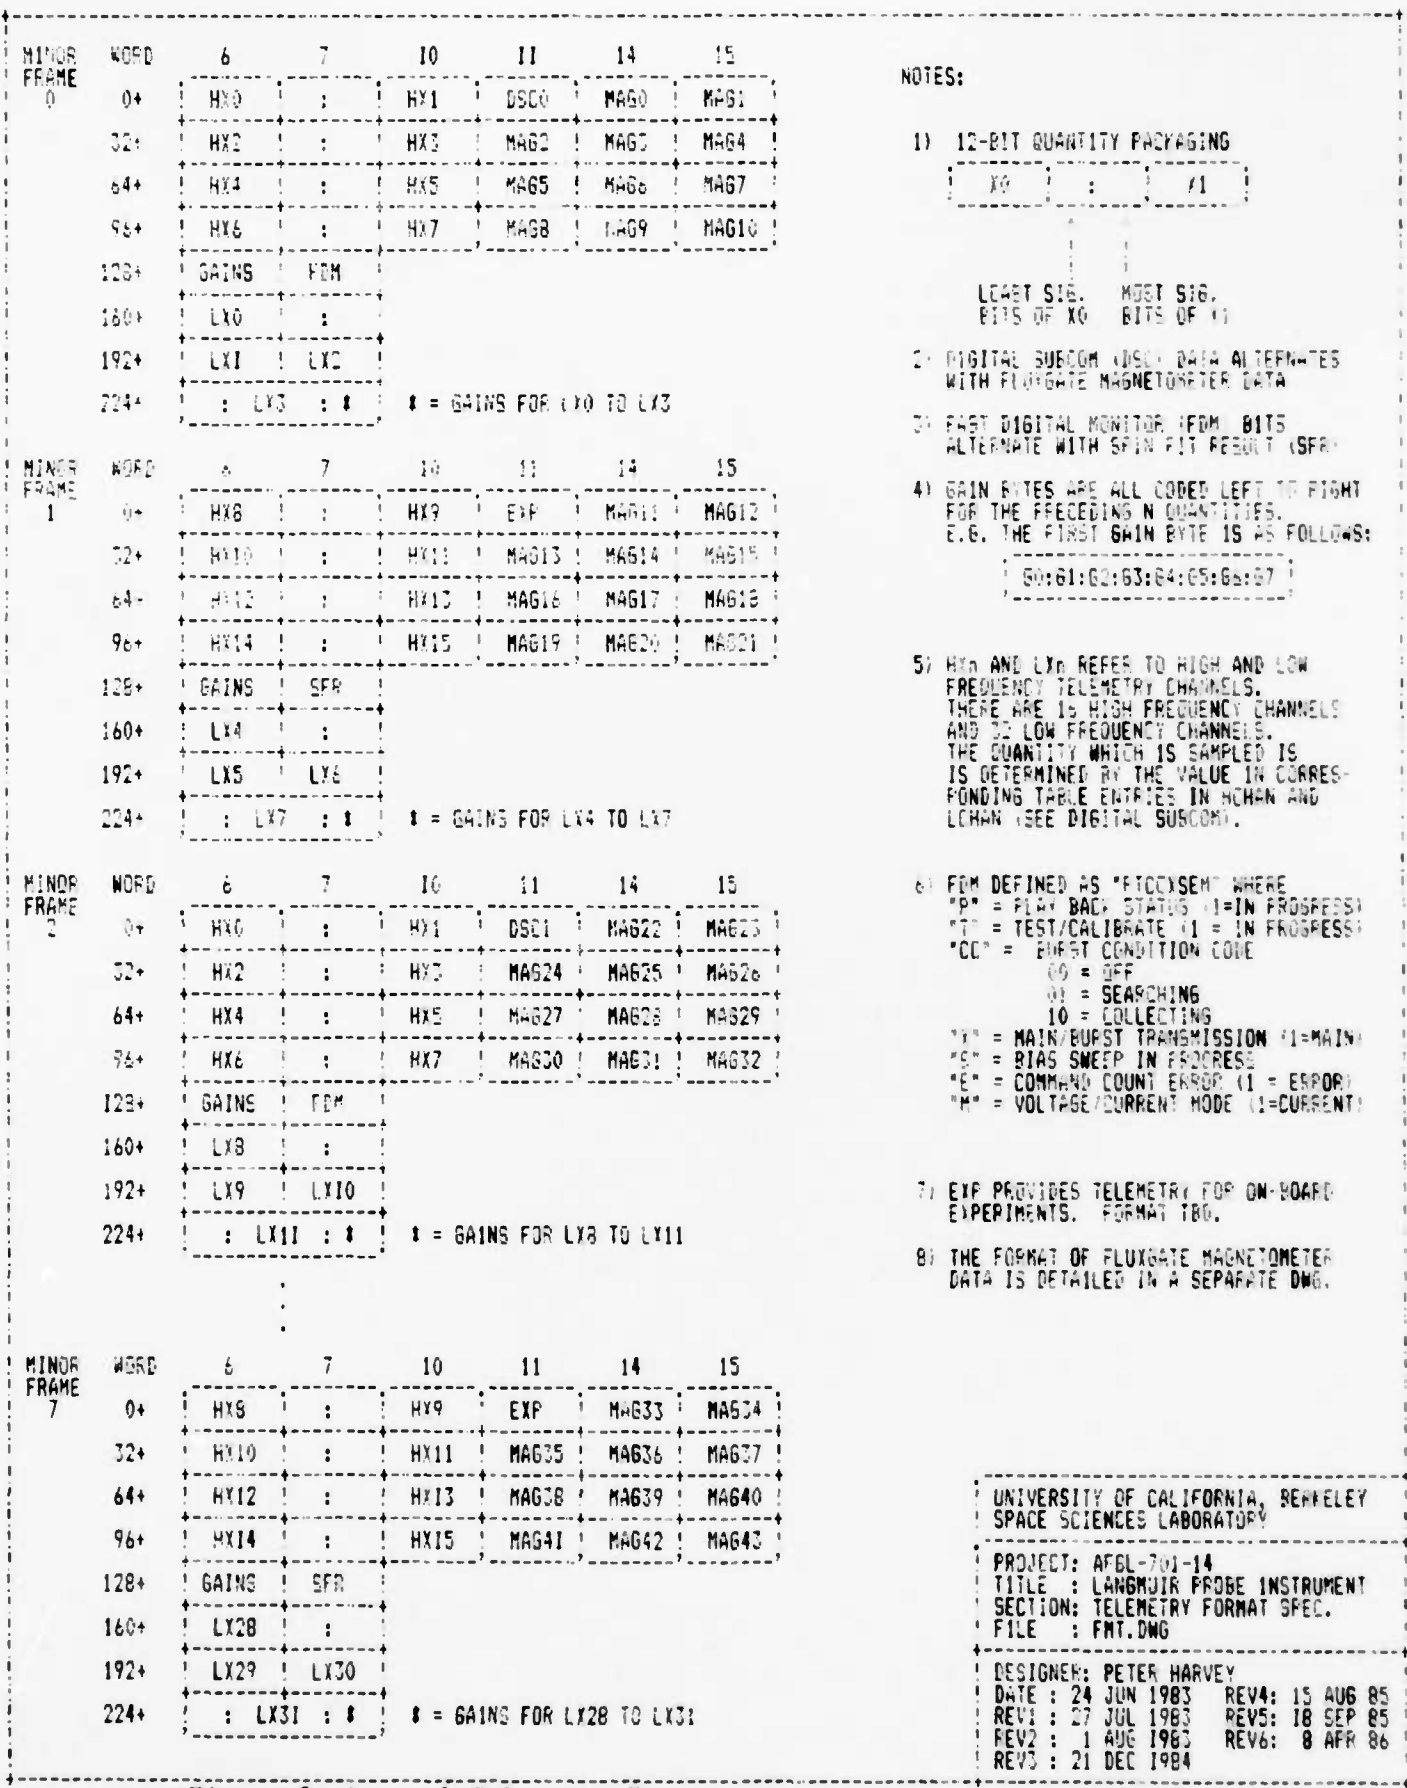 MINOR WORD 6 7 10 11 14 15
FRAME
0 0+ HX0 : HX1 DSC0 MAG0 MAG1
32+ HX2 : HX3 MAG2 MAG3 MAG4
64+ HX4 : HX5 MAG5 MAG6 MAG7
96+ HX6 : HX7 MAG8 MAG9 MAG10
128+ GAINS FDM
160+ LX0 :
192+ LX1 LX2
224+ : LX3 : * * = GAINS FOR LX0 TO LX3
MINOR WORD 6 7 10 11 14 15
FRAME
1 0+ HX8 : HX9 EXP MAG11 MAG12
32+ HX10 : HX11 MAG13 MAG14 MAG15
64+ HX12 : HX13 MAG16 MAG17 MAG18
96+ HX14 : HX15 MAG19 MAG20 MAG21
128+ GAINS SFR
160+ LX4 :
192+ LX5 LX6
224+ : LX7 : * * = GAINS FOR LX4 TO LX7
MINOR WORD 6 7 10 11 14 15
FRAME
2 0+ HX0 : HX1 DSC1 MAG22 MAG23
32+ HX2 : HX3 MAG24 MAG25 MAG26
64+ HX4 : HX5 MAG27 MAG28 MAG29
96+ HX6 : HX7 MAG30 MAG31 MAG32
128+ GAINS FDM
160+ LX8 :
192+ LX9 LX10
224+ : LX11 : * * = GAINS FOR LX8 TO LX11
MINOR WORD 6 7 10 11 14 15
FRAME
7 0+ HX8 : HX9 EXP MAG33 MAG34
32+ HX10 : HX11 MAG35 MAG36 MAG37
64+ HX12 : HX13 MAG38 MAG39 MAG40
96+ HX14 : HX15 MAG41 MAG42 MAG43
128+ GAINS SFR
160+ LX28 :
192+ LX29 LX30
224+ : LX31 : * * = GAINS FOR LX28 TO LX31
NOTES:
1) 12-BIT QUANTITY PACKAGING
X0 : X1
LEAST SIG. MOST SIG.
BITS OF X0 BITS OF X1
2) DIGITAL SUBCOM (DSC) DATA ALTERNATES
WITH FLUXGATE MAGNETOMETER DATA
3) FAST DIGITAL MONITOR (FDM) BITS
ALTERNATE WITH SPIN FIT RESULT (SFR)
4) GAIN BYTES ARE ALL CODED LEFT TO RIGHT
FOR THE PRECEDING N QUANTITIES.
E.G. THE FIRST GAIN BYTE IS AS FOLLOWS:
G0:G1:G2:G3:G4:G5:G6:G7
5) HXn AND LXn REFER TO HIGH AND LOW
FREQUENCY TELEMETRY CHANNELS.
THERE ARE 16 HIGH FREQUENCY CHANNELS
AND 32 LOW FREQUENCY CHANNELS.
THE QUANTITY WHICH IS SAMPLED IS
IS DETERMINED BY THE VALUE IN CORRES-
PONDING TABLE ENTRIES IN HCHAN AND
LCHAN (SEE DIGITAL SUBCOM).
6) FDM DEFINED AS "PTCCXSEM" WHERE
"P" = PLAY BACK STATUS (1=IN PROGRESS)
"T" = TEST/CALIBRATE (1 = IN PROGRESS)
"CC" = BURST CONDITION CODE
00 = OFF
01 = SEARCHING
10 = COLLECTING
"X" = MAIN/BURST TRANSMISSION (1=MAIN)
"S" = BIAS SWEEP IN PROGRESS
"E" = COMMAND COUNT ERROR (1 = ERROR)
"M" = VOLTAGE/CURRENT MODE (1=CURRENT)
7) EXP PROVIDES TELEMETRY FOR ON-BOARD
EXPERIMENTS. FORMAT TBD.
8) THE FORMAT OF FLUXGATE MAGNETOMETER
DATA IS DETAILED IN A SEPARATE DWG.
UNIVERSITY OF CALIFORNIA, BERKELEY
SPACE SCIENCES LABORATORY
PROJECT: AFGL-701-14
TITLE : LANGMUIR PROBE INSTRUMENT
SECTION: TELEMETRY FORMAT SPEC.
FILE : FMT.DWG
DESIGNER: PETER HARVEY
DATE : 24 JUN 1983 REV4: 15 AUG 85
REV1 : 27 JUL 1983 REV5: 18 SEP 85
REV2 : 1 AUG 1983 REV6: 8 APR 86
REV3 : 21 DEC 1984